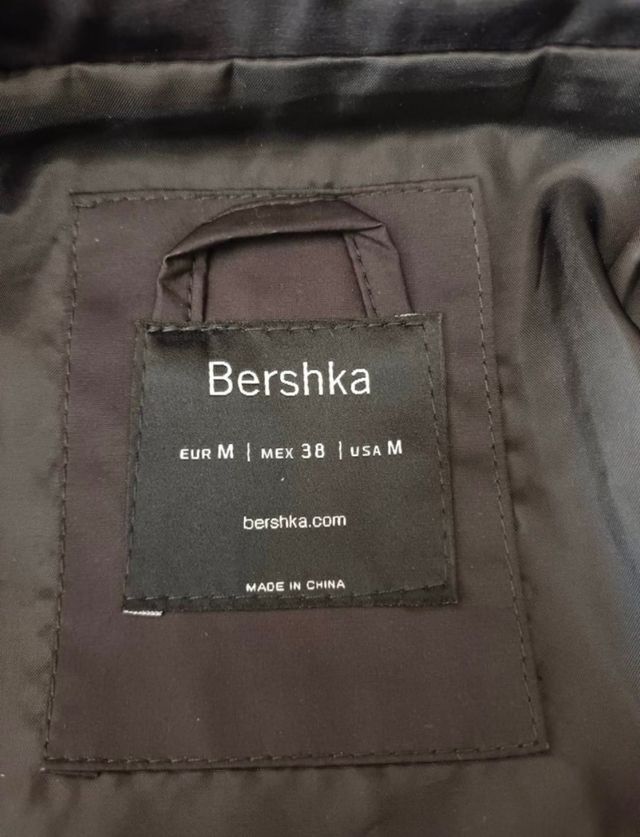 Bershka
EUR M | MEX 38 | USA M
bershka.com
MADE IN CHINA